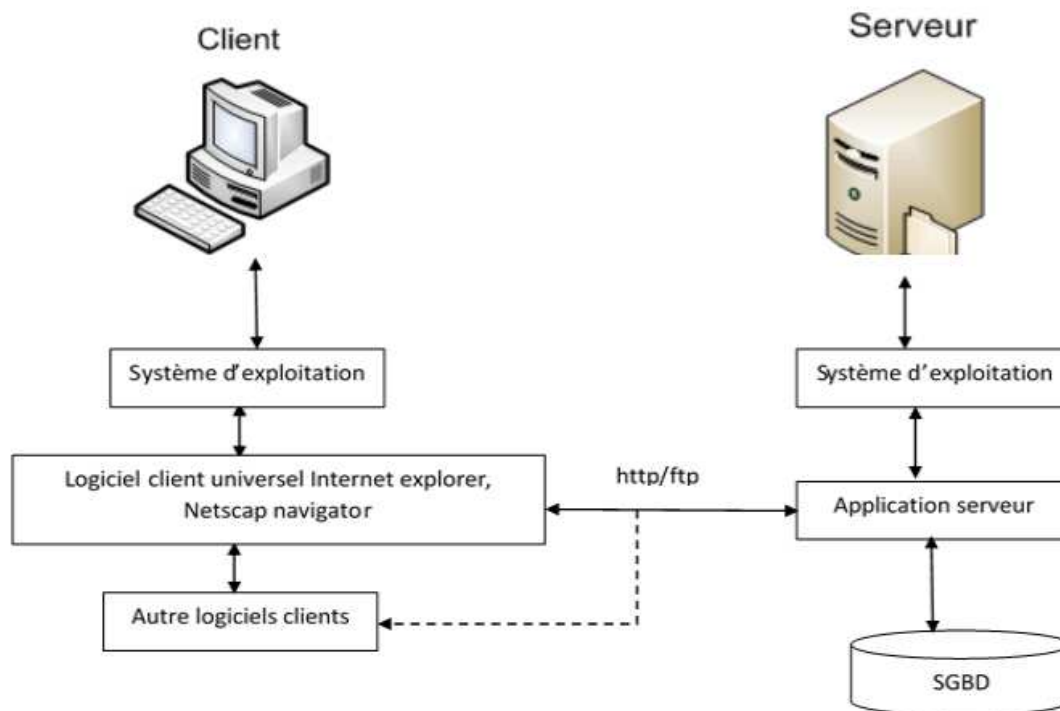 Client
Serveur
Système d'exploitation
Système d'exploitation
Logiciel client universel Internet explorer,
Netscap navigator
http/ftp
Application serveur
Autre logiciels clients
SGBD